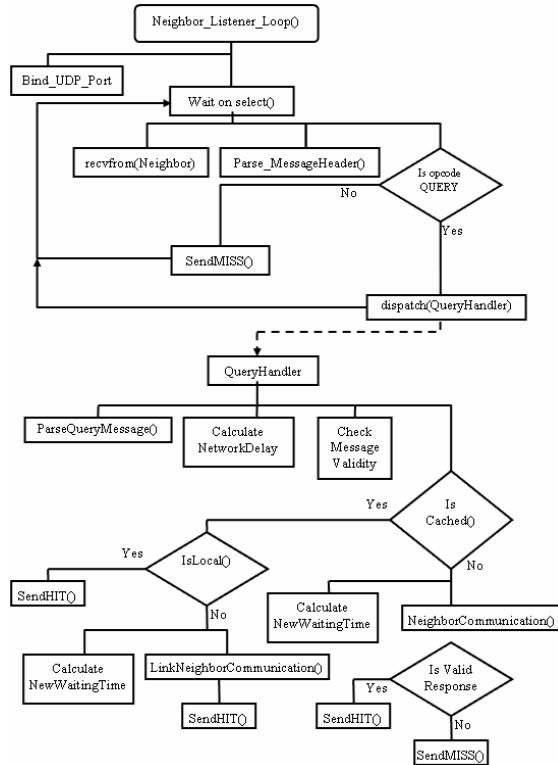 Neighbor_Listener_Loop()
Bind_UDP_Port
Wait on select()
recvfrom(Neighbor)
Parse_MessageHeader()
Is opcode
QUERY
No
Yes
SendMISS()
dispatch(QueryHandler)
QueryHandler
ParseQueryMessage()
Calculate
NetworkDelay
Check
Message
Validity
Is
Cached()
Yes
No
IsLocal()
Yes
No
SendHIT()
Calculate
NewWaitingTime
NeighborCommunication()
Calculate
NewWaitingTime
LinkNeighborCommunication()
SendHIT()
Is Valid
Response
Yes
No
SendHIT()
SendMISS()